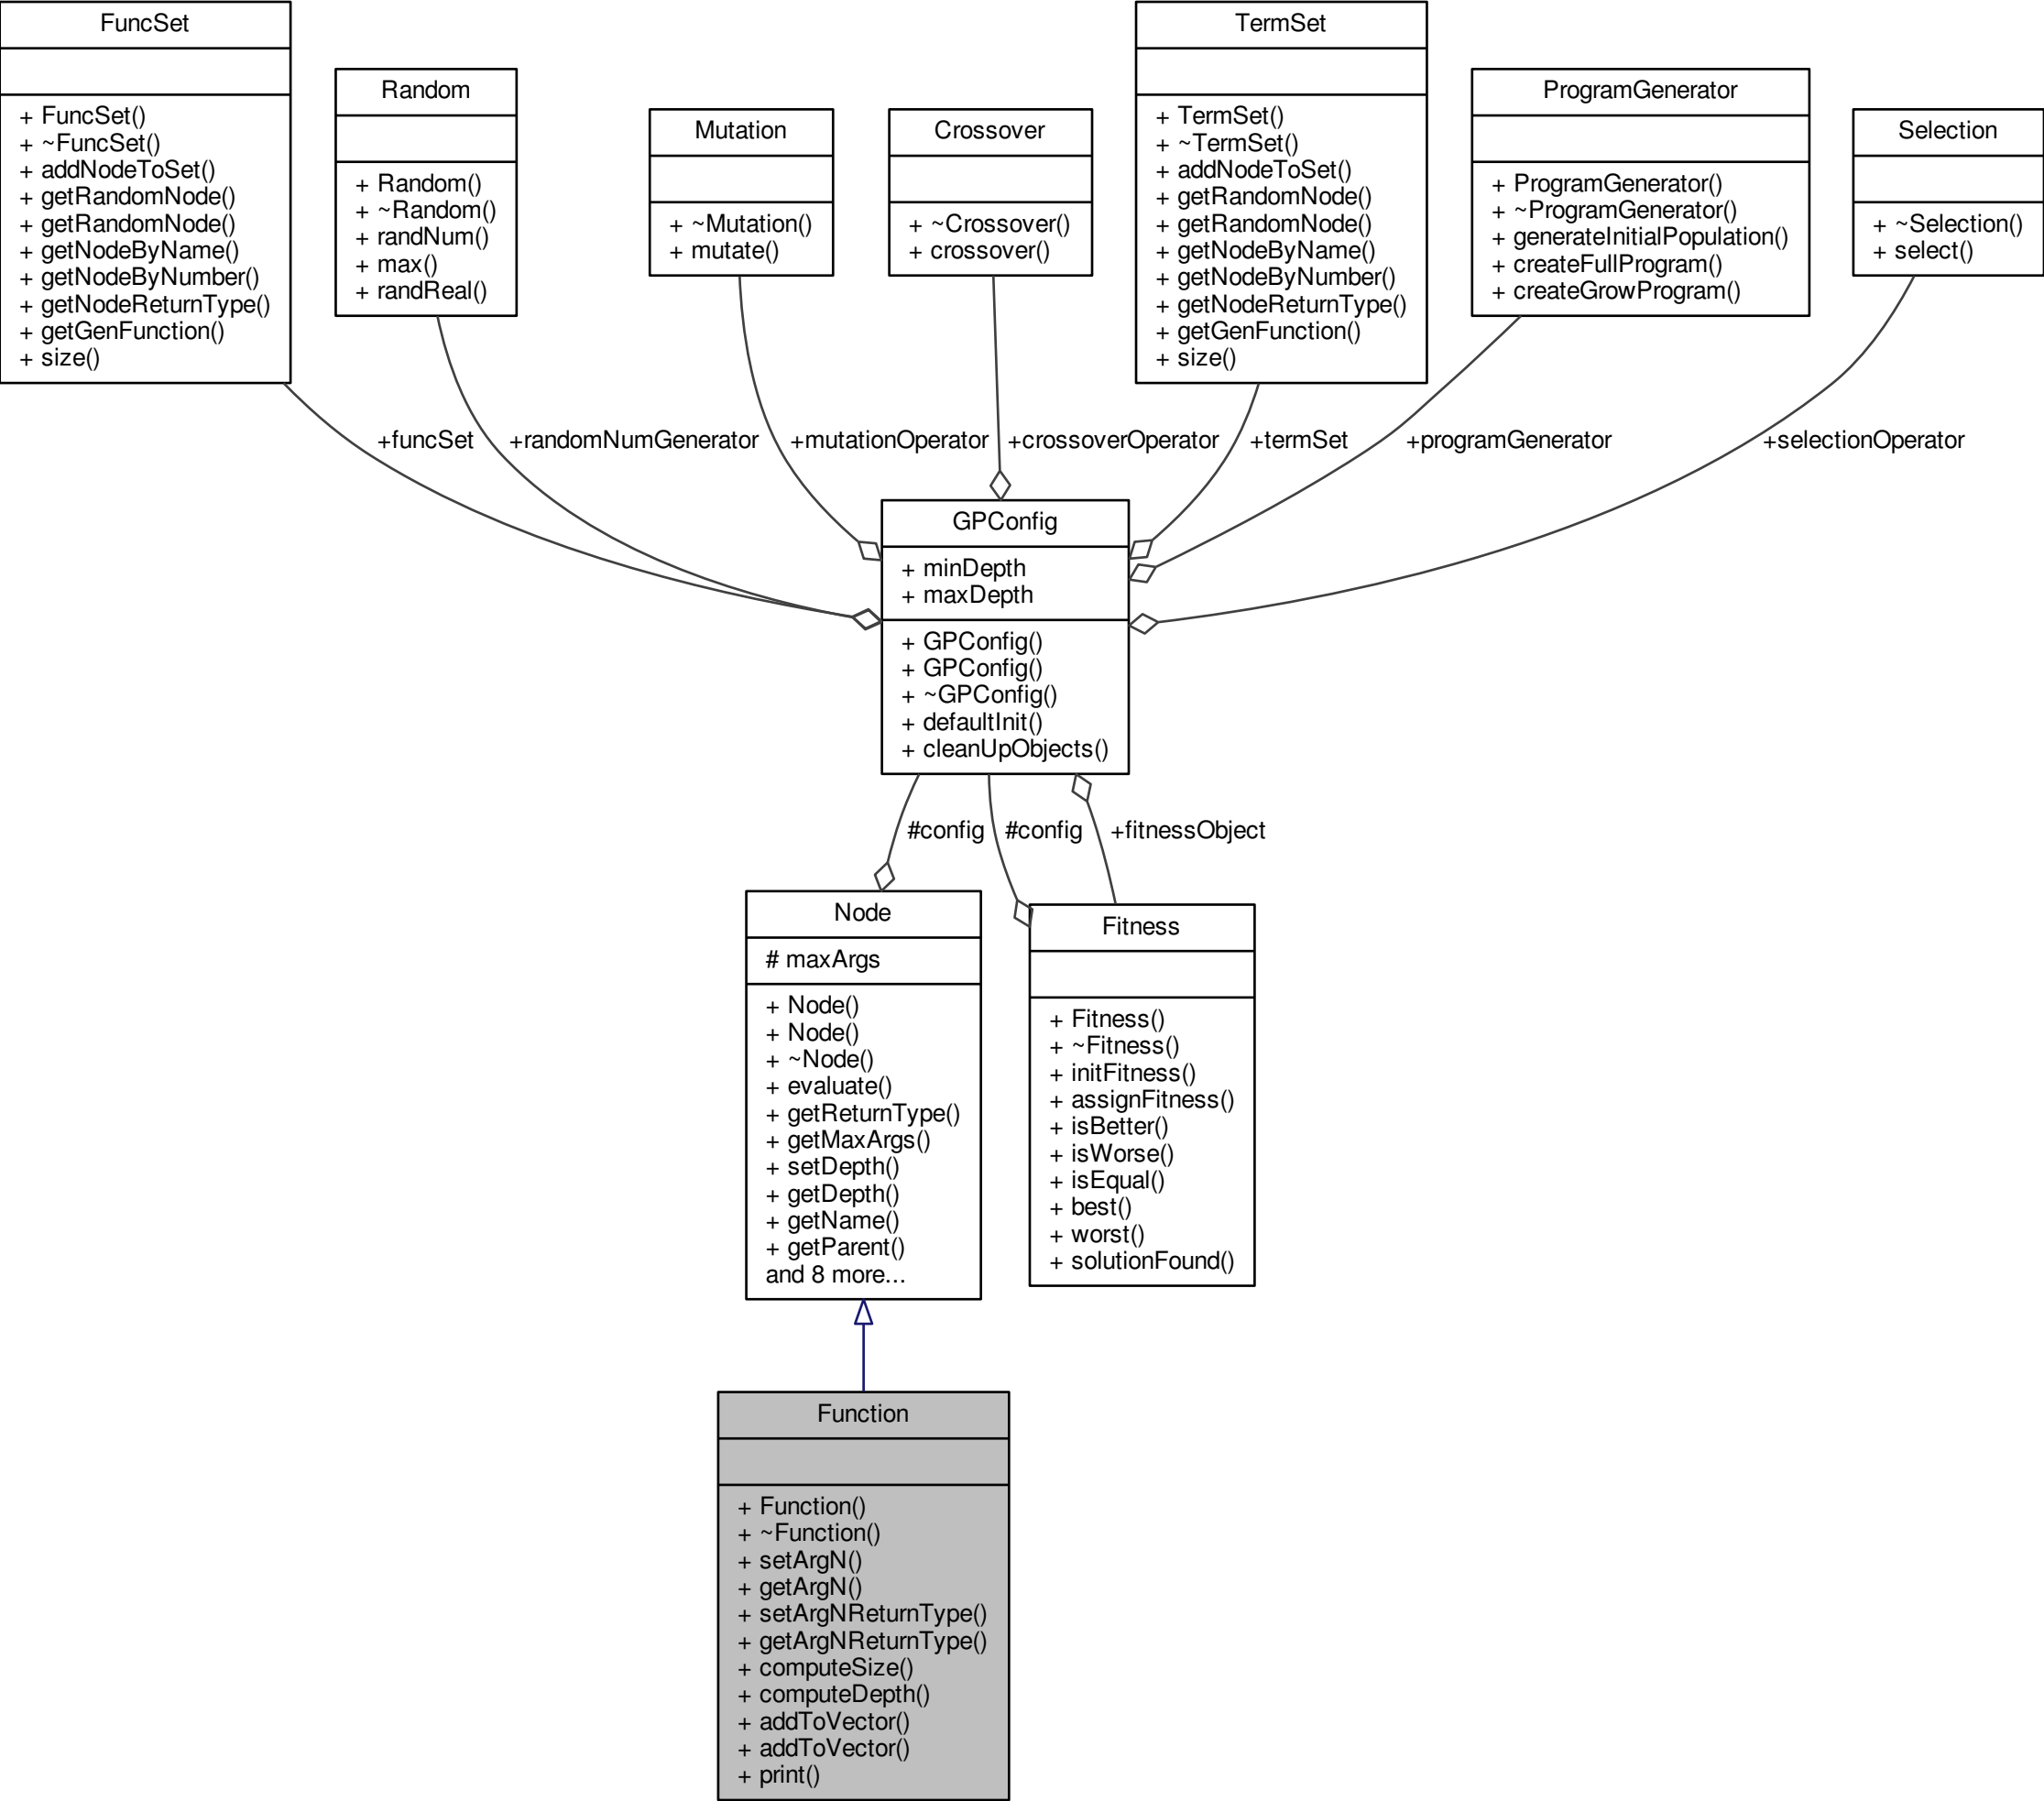 FuncSet
+ FuncSet()
+ ~FuncSet()
+ addNodeToSet()
+ getRandomNode()
+ getRandomNode()
+ getNodeByName()
+ getNodeByNumber()
+ getNodeReturnType()
+ getGenFunction()
+ size()
Random
+ Random()
+ ~Random()
+ randNum()
+ max()
+ randReal()
Mutation
+ ~Mutation()
+ mutate()
Crossover
+ ~Crossover()
+ crossover()
TermSet
+ TermSet()
+ ~TermSet()
+ addNodeToSet()
+ getRandomNode()
+ getRandomNode()
+ getNodeByName()
+ getNodeByNumber()
+ getNodeReturnType()
+ getGenFunction()
+ size()
ProgramGenerator
+ ProgramGenerator()
+ ~ProgramGenerator()
+ generateInitialPopulation()
+ createFullProgram()
+ createGrowProgram()
Selection
+ ~Selection()
+ select()
+funcSet
+randomNumGenerator
+mutationOperator
+crossoverOperator
+termSet
+programGenerator
+selectionOperator
GPConfig
+ minDepth
+ maxDepth
+ GPConfig()
+ GPConfig()
+ ~GPConfig()
+ defaultInit()
+ cleanUpObjects()
#config
#config
+fitnessObject
Node
# maxArgs
+ Node()
+ Node()
+ ~Node()
+ evaluate()
+ getReturnType()
+ getMaxArgs()
+ setDepth()
+ getDepth()
+ getName()
+ getParent()
and 8 more...
Fitness
+ Fitness()
+ ~Fitness()
+ initFitness()
+ assignFitness()
+ isBetter()
+ isWorse()
+ isEqual()
+ best()
+ worst()
+ solutionFound()
Function
+ Function()
+ ~Function()
+ setArgN()
+ getArgN()
+ setArgNReturnType()
+ getArgNReturnType()
+ computeSize()
+ computeDepth()
+ addToVector()
+ addToVector()
+ print()